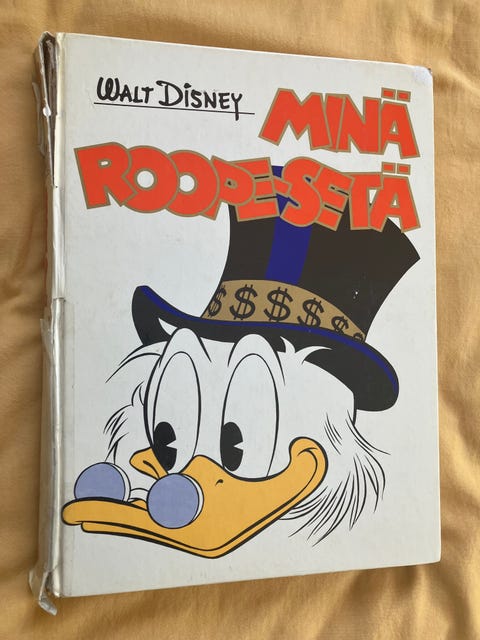 WALT DISNEY
MINÄ
ROOPE-SETÄ
$ $ $ $ $ $ $